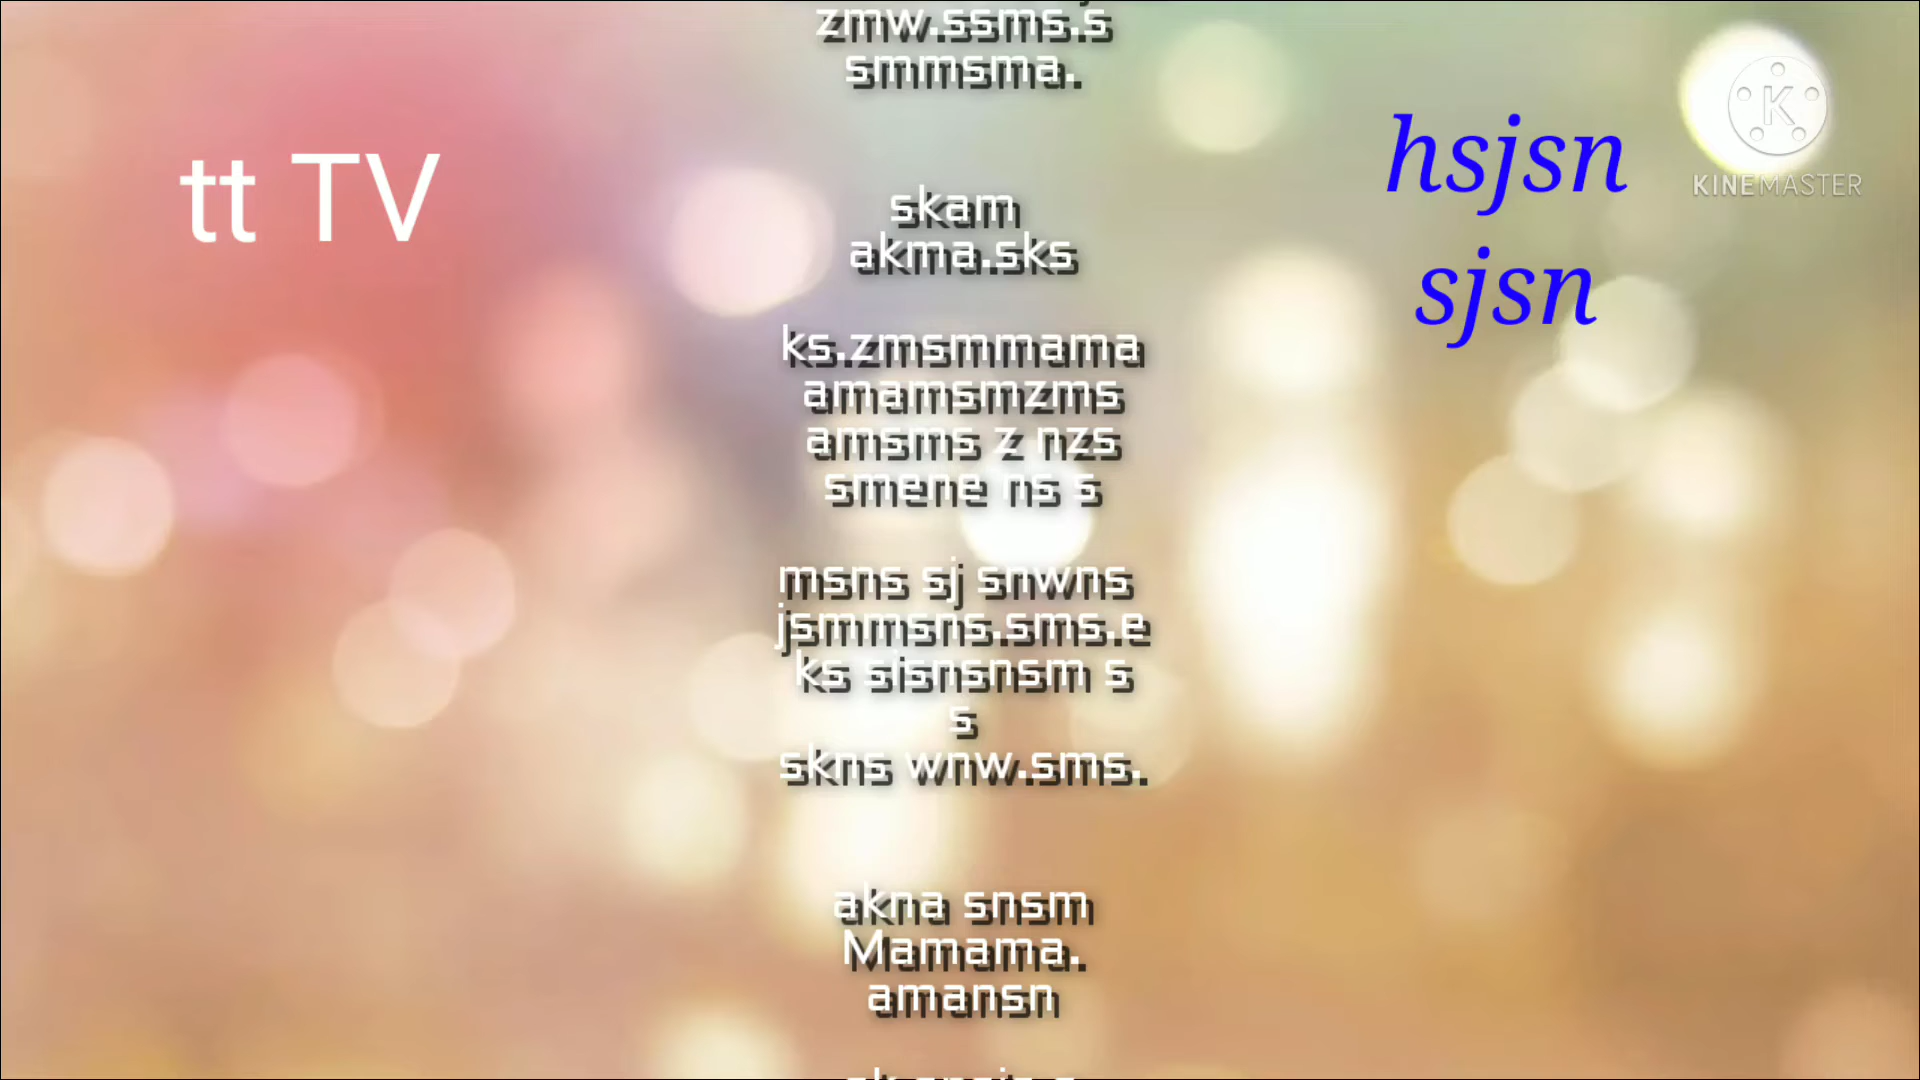 zmw.ssms.s
smmsma.
tt TV
skam
akma.sks
ks.zmsmmama
amamsmzms
amsms z nzs
smene ns s
msns sj snwns
jsmmsns.sms.e
ks sisnsnsm s
s
skns wnw.sms.
akna snsm
Mamama.
amansn
hsjsn
sjsn
K
KINEMASTER